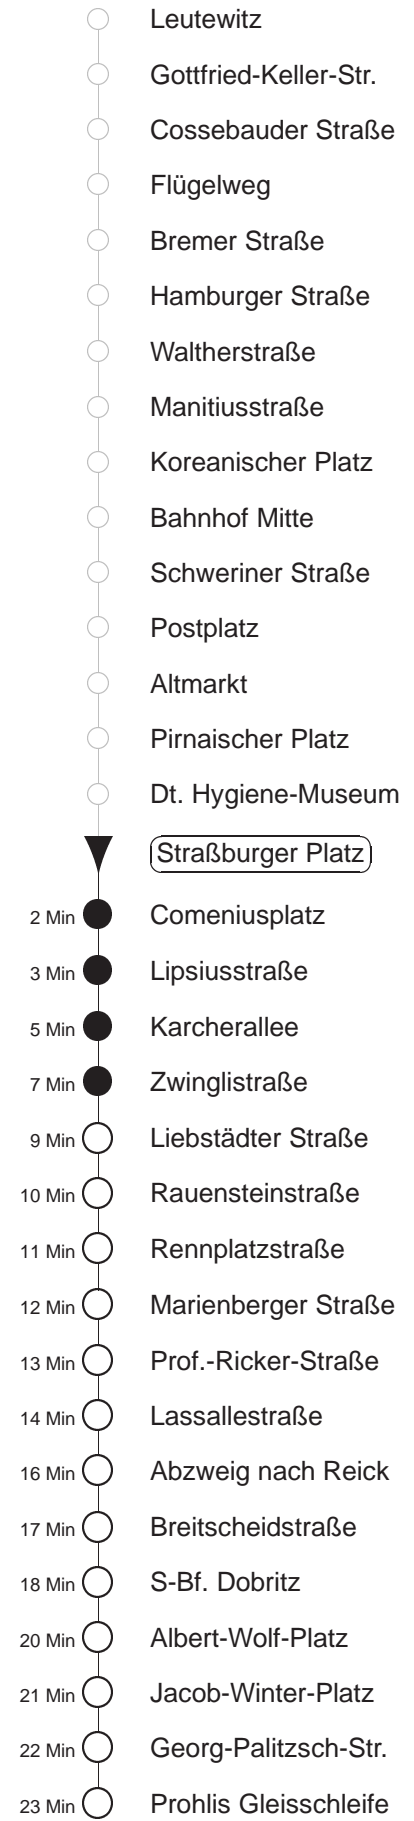 Leutewitz
Gottfried-Keller-Str.
Cossebauder Straße
Flügelweg
Bremer Straße
Hamburger Straße
Waltherstraße
Manitiusstraße
Koreanischer Platz
Bahnhof Mitte
Schweriner Straße
Postplatz
Altmarkt
Pirnaischer Platz
Dt. Hygiene-Museum
Straßburger Platz
2 Min Comeniusplatz
3 Min Lipsiusstraße
5 Min Karcherallee
7 Min Zwinglistraße
9 Min Liebstädter Straße
10 Min Rauensteinstraße
11 Min Rennplatzstraße
12 Min Marienberger Straße
13 Min Prof.-Ricker-Straße
14 Min Lassallestraße
16 Min Abzweig nach Reick
17 Min Breitscheidstraße
18 Min S-Bf. Dobritz
20 Min Albert-Wolf-Platz
21 Min Jacob-Winter-Platz
22 Min Georg-Palitzsch-Str.
23 Min Prohlis Gleisschleife